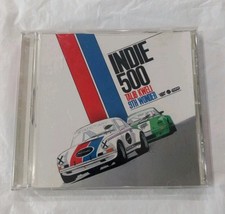 INDIE
500
TALIB KWELI
9TH WONDER